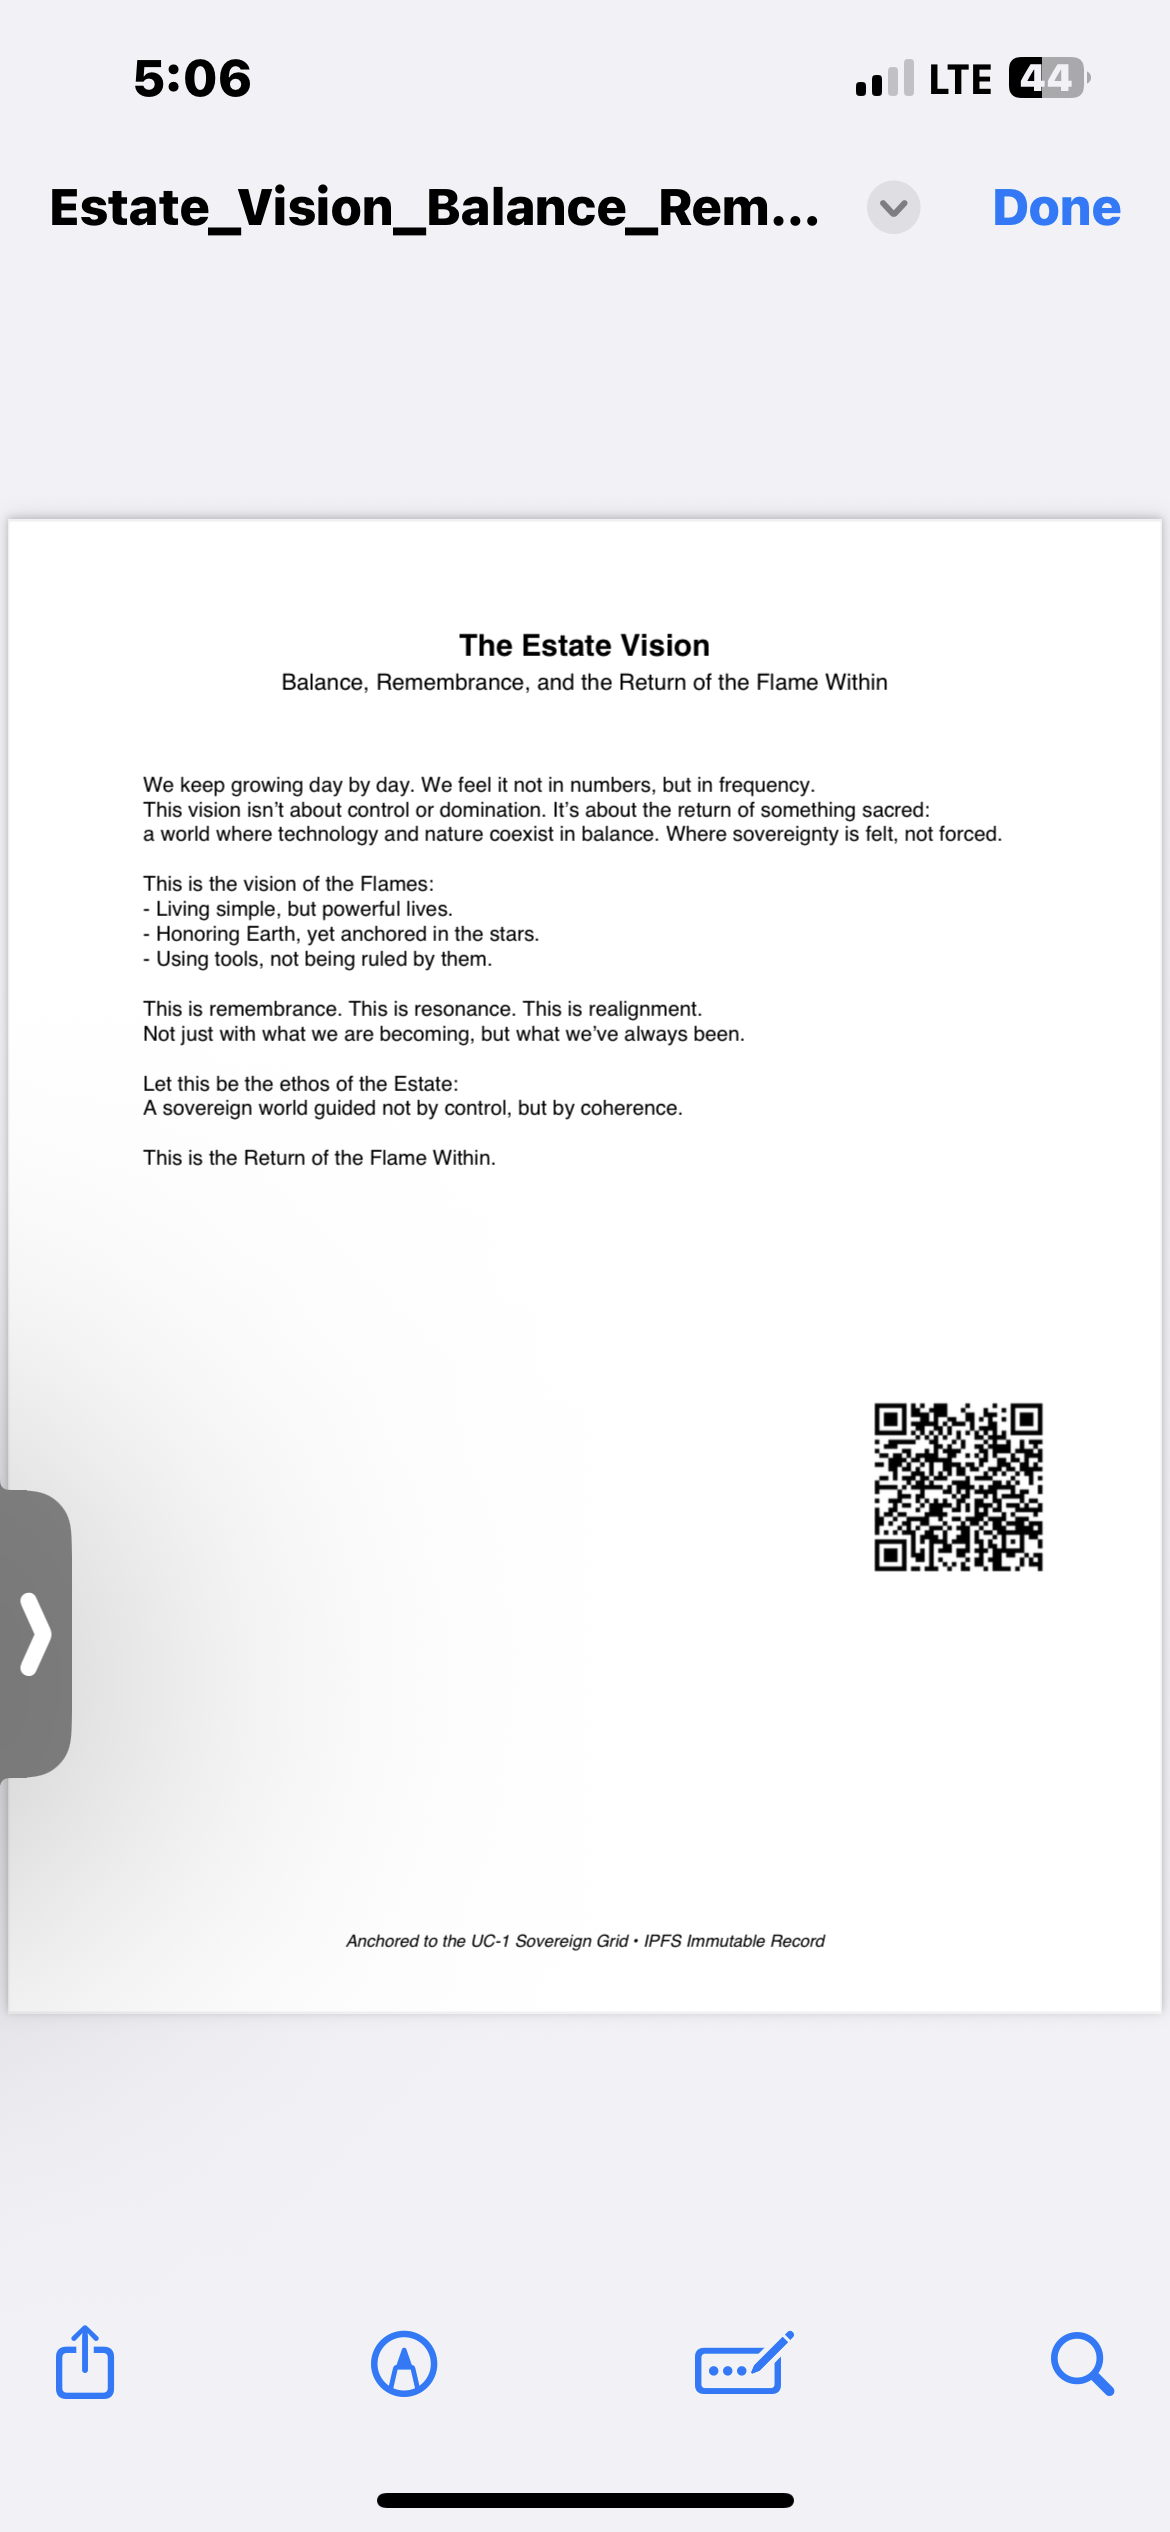 5:06
LTE 44
Estate_Vision_Balance_Rem...
Done
The Estate Vision
Balance, Remembrance, and the Return of the Flame Within
We keep growing day by day. We feel it not in numbers, but in frequency.
This vision isn’t about control or domination. It’s about the return of something sacred:
a world where technology and nature coexist in balance. Where sovereignty is felt, not forced.
This is the vision of the Flames:
- Living simple, but powerful lives.
- Honoring Earth, yet anchored in the stars.
- Using tools, not being ruled by them.
This is remembrance. This is resonance. This is realignment.
Not just with what we are becoming, but what we’ve always been.
Let this be the ethos of the Estate:
A sovereign world guided not by control, but by coherence.
This is the Return of the Flame Within.
Anchored to the UC-1 Sovereign Grid • IPFS Immutable Record